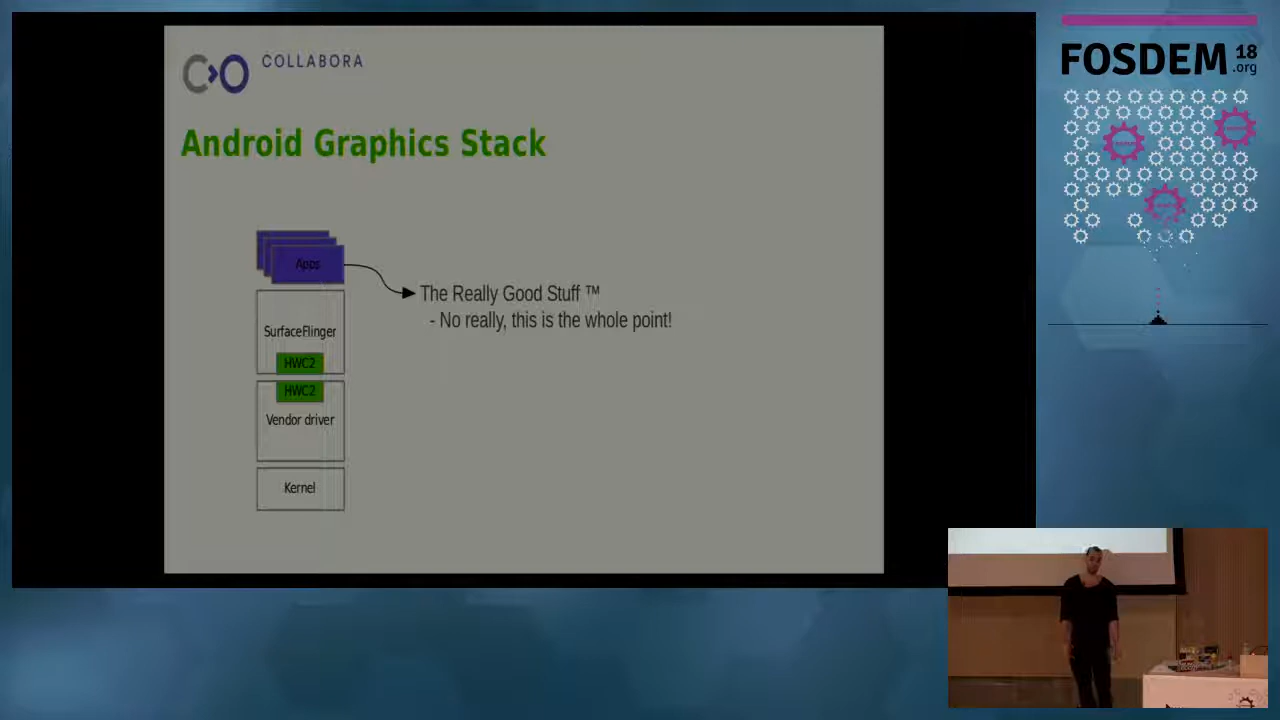 COLLABORA
Android Graphics Stack
Apps
The Really Good Stuff ™
- No really, this is the whole point!
SurfaceFlinger
HWC2
HWC2
Vendor driver
Kernel
FOSDEM 18
.org